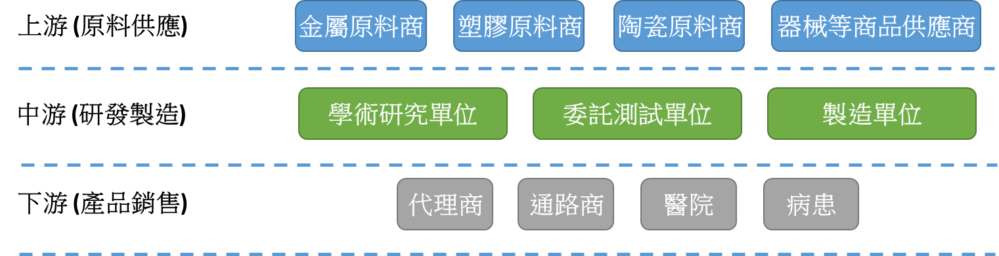 上游 (原料供應) 金屬原料商 塑膠原料商 陶瓷原料商 器械等商品供應商
中游 (研發製造) 學術研究單位 委託測試單位 製造單位
下游 (產品銷售) 代理商 通路商 醫院 病患